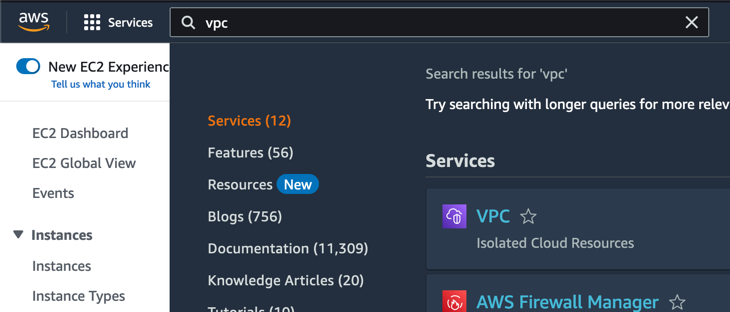 aws
Services
vpc
New EC2 Experienc
Tell us what you think
EC2 Dashboard
EC2 Global View
Events
Instances
Instances
Instance Types
Services (12)
Features (56)
Resources New
Blogs (756)
Documentation (11,309)
Knowledge Articles (20)
Tutorials (10)
Search results for 'vpc'
Try searching with longer queries for more relev
Services
VPC
Isolated Cloud Resources
AWS Firewall Manager